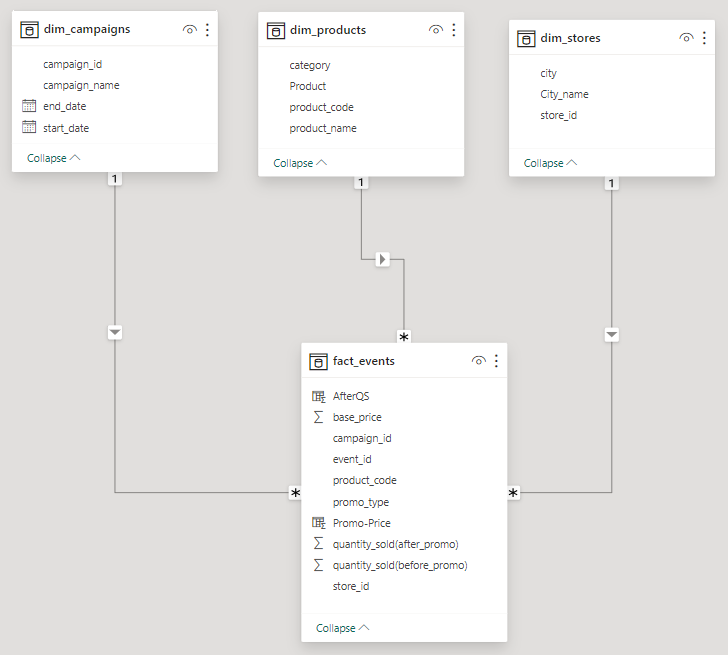 dim_campaigns
campaign_id
campaign_name
end_date
start_date
Collapse
1
dim_products
category
Product
product_code
product_name
Collapse
1
dim_stores
city
City_name
store_id
Collapse
1
*
fact_events
AfterQS
base_price
campaign_id
event_id
product_code
promo_type
Promo-Price
quantity_sold(after_promo)
quantity_sold(before_promo)
store_id
Collapse
*
*